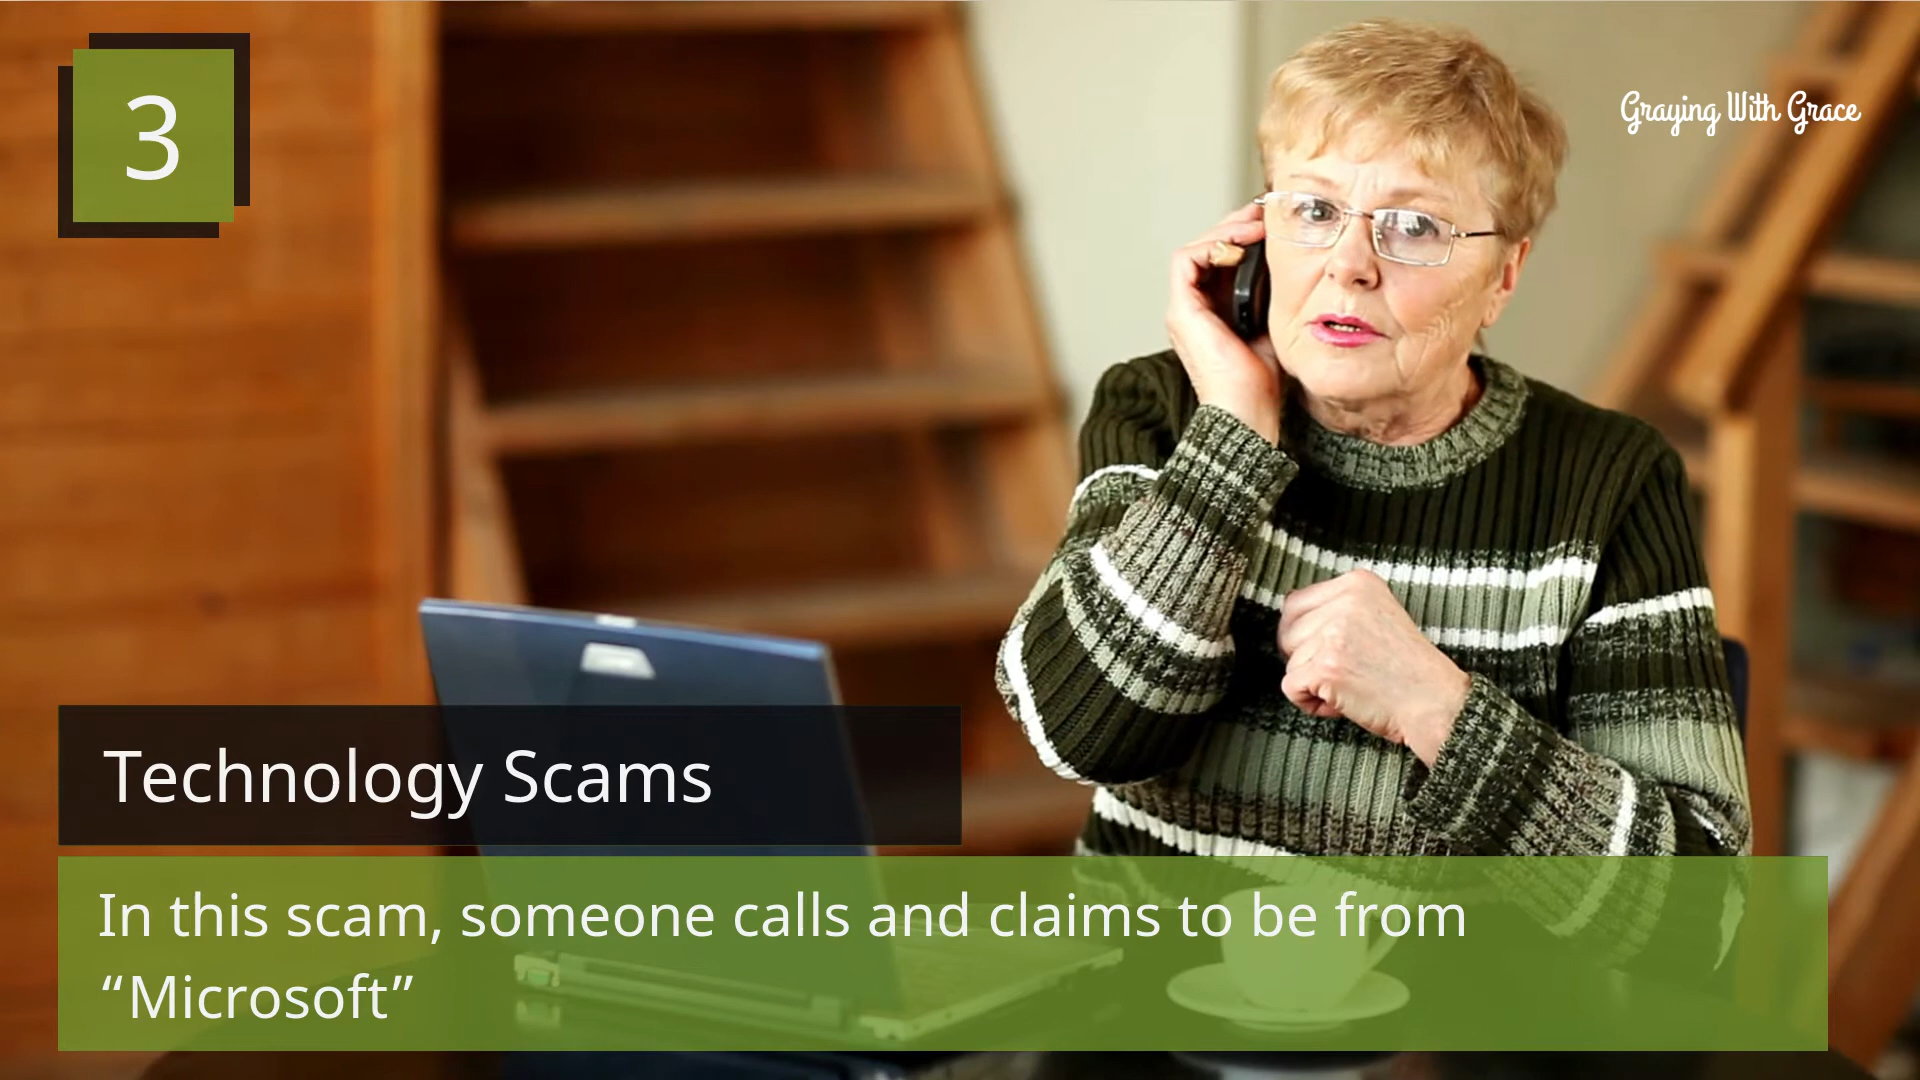 3
Graying With Grace
Technology Scams
In this scam, someone calls and claims to be from
“Microsoft”